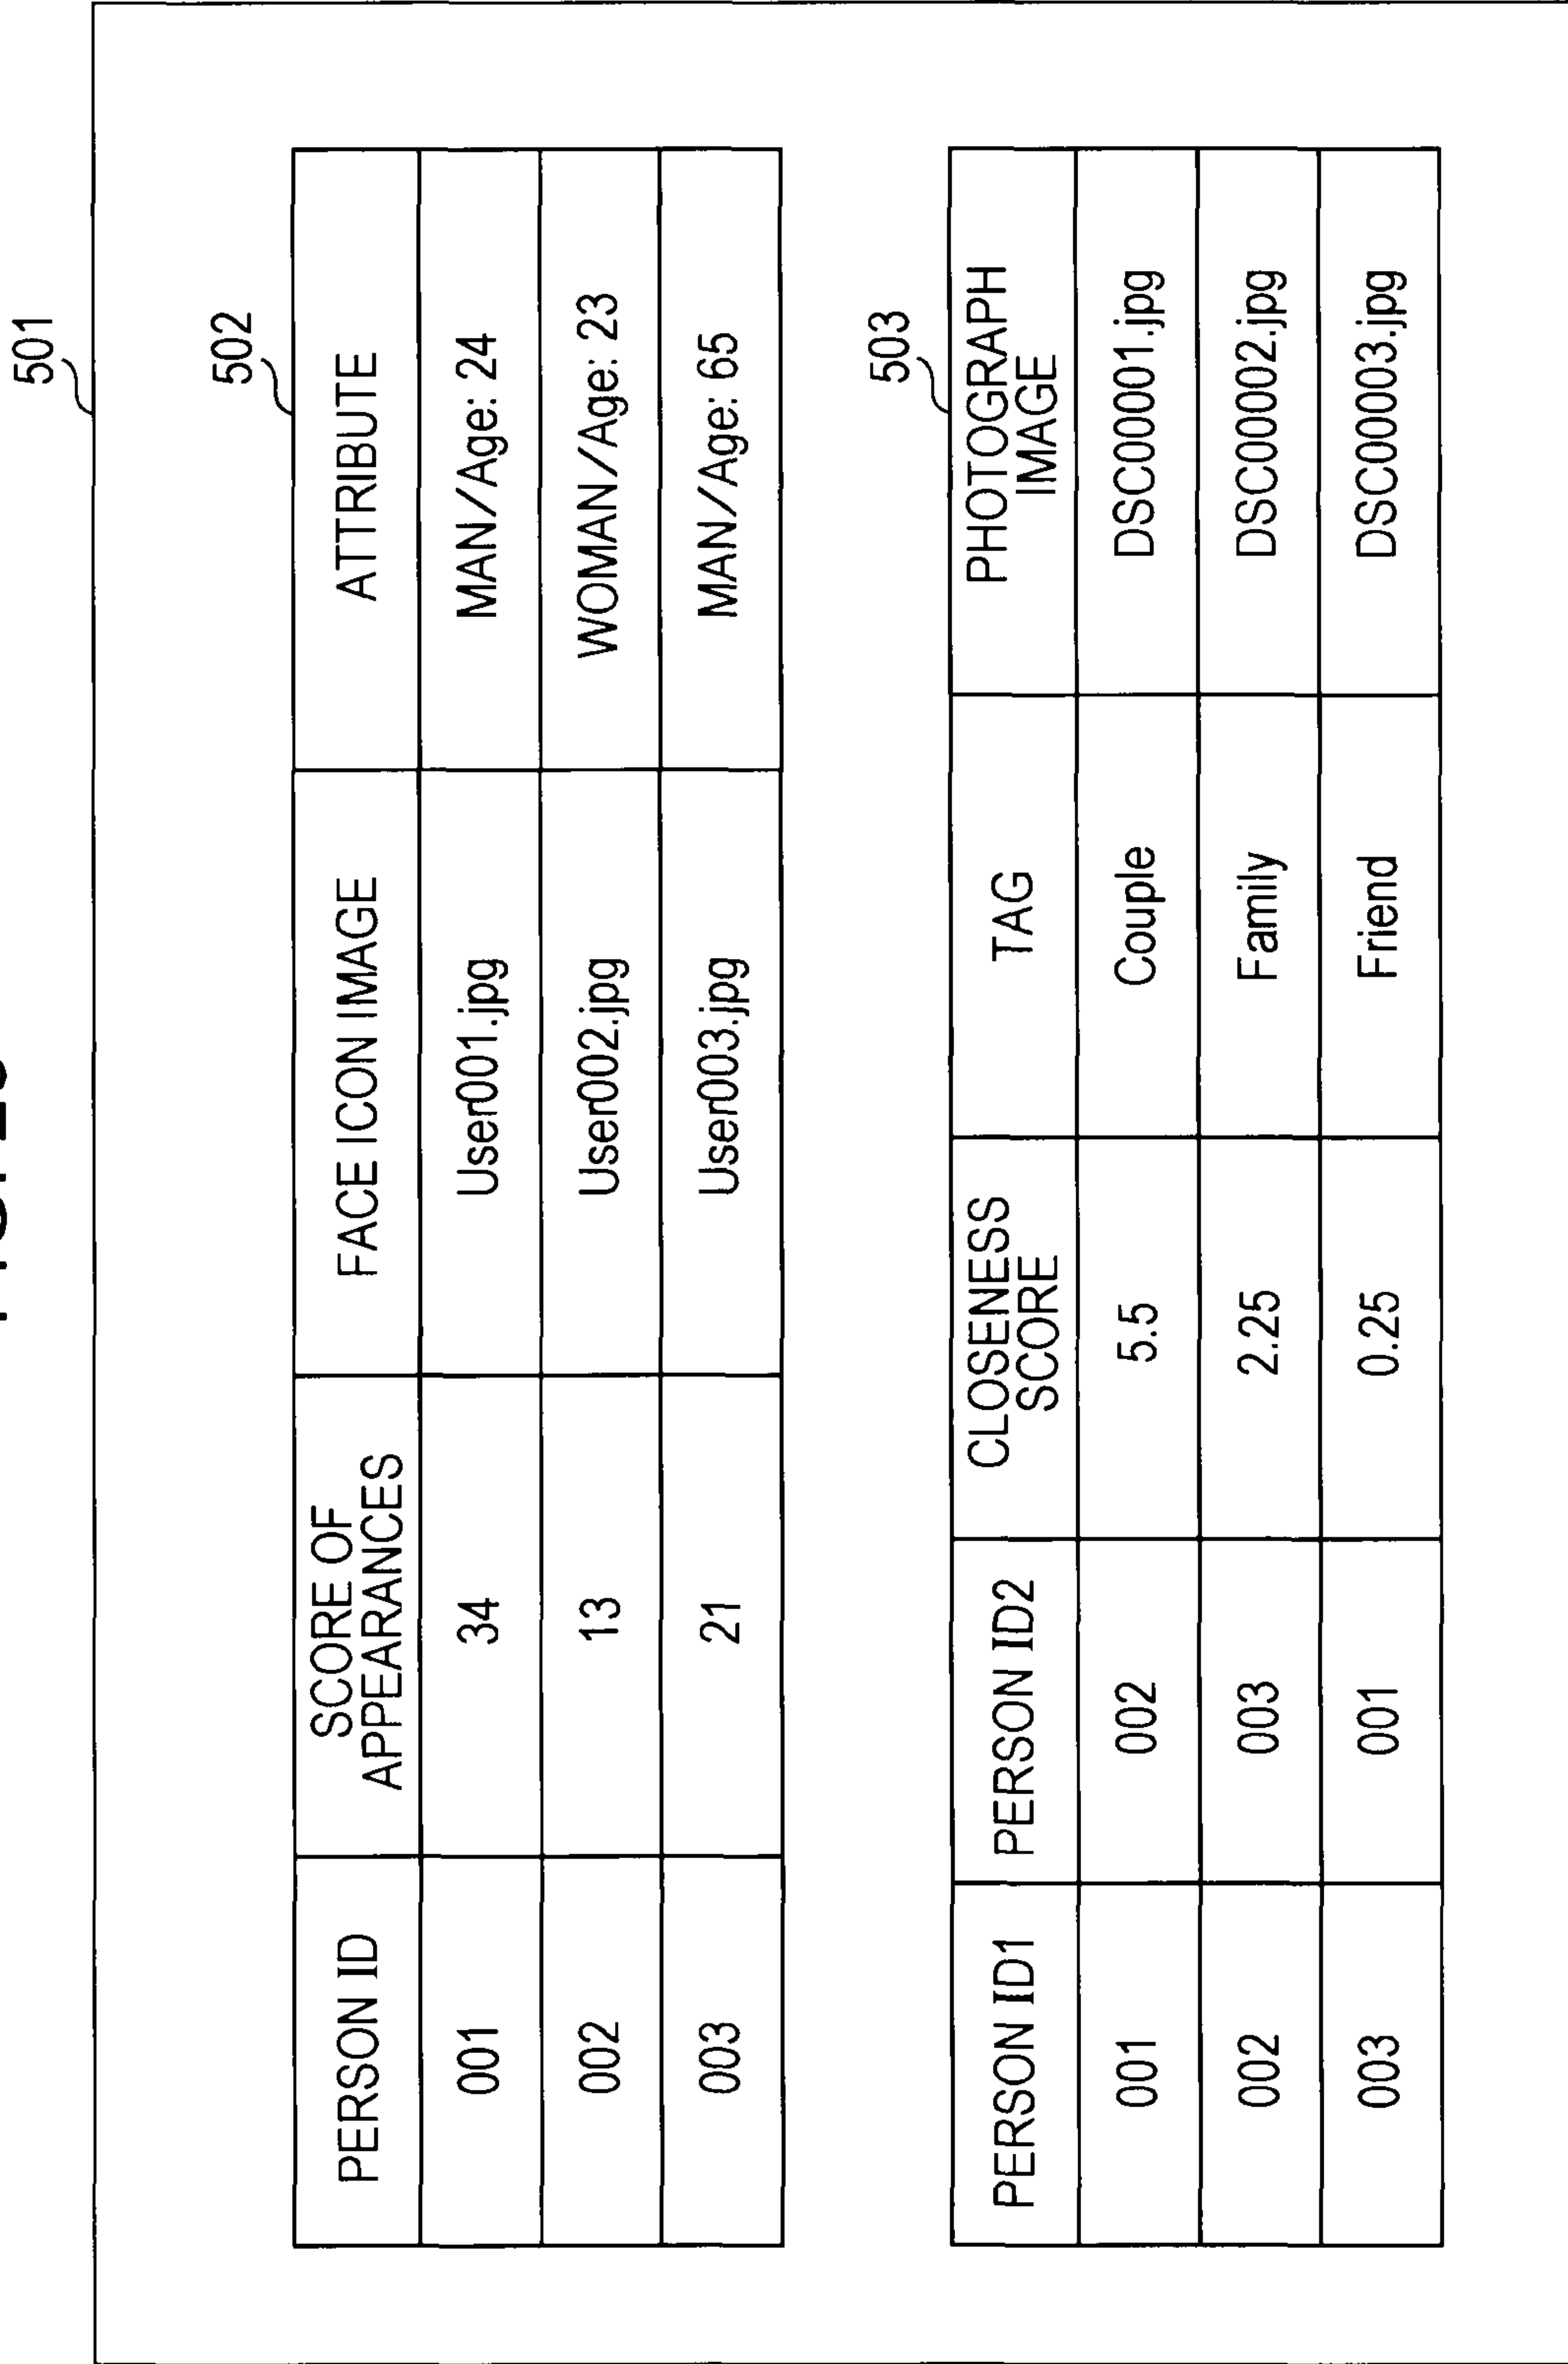 501
502
PERSON ID SCORE OF APPEARANCES FACE ICON IMAGE ATTRIBUTE
001 34 User001.jpg MAN/Age: 24
002 13 User002.jpg WOMAN/Age: 23
003 21 User003.jpg MAN/Age: 65
503
PERSON ID1 PERSON ID2 CLOSENESS SCORE TAG PHOTOGRAPH IMAGE
001 002 5.5 Couple DSC00001.jpg
002 003 2.25 Family DSC00002.jpg
003 001 0.25 Friend DSC00003.jpg